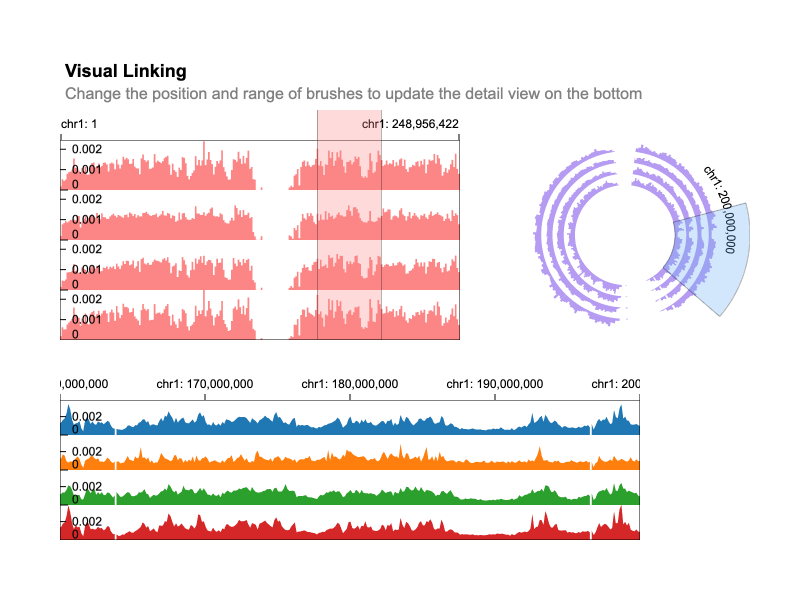 Visual Linking
Change the position and range of brushes to update the detail view on the bottom
chr1: 1
chr1: 248,956,422
0.002
0.001
0
0.002
0.001
0
0.002
0.001
0
0.002
0.001
0
chr1: 200,000,000
0,000,000
chr1: 170,000,000
chr1: 180,000,000
chr1: 190,000,000
chr1: 200
0.002
0
0.002
0
0.002
0
0.002
0